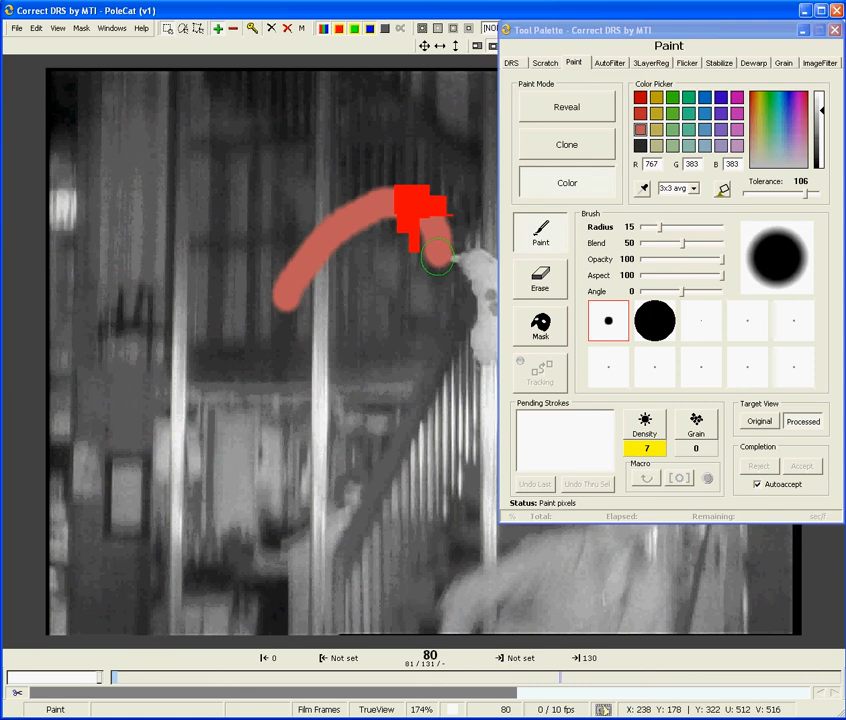 Correct DRS by MTI - PoleCat (v1)
File Edit View Mask Windows Help
M
[NO
Tool Palette - Correct DRS by MTI
Paint
DRS Scratch Paint AutoFilter 3LayerReg Flicker Stabilize Dewarp Grain ImageFilter
Paint Mode
Reveal
Clone
Color
Color Picker
R 767 G 383 B 383
3x3 avg
Tolerance: 106
Paint
Erase
Mask
Tracking
Brush
Radius 15
Blend 50
Opacity 100
Aspect 100
Angle 0
Pending Strokes
Undo Last Undo Thru Sel
Density
7
Grain
0
Macro
Target View
Original Processed
Completion
Reject Accept
Autoaccept
Status: Paint pixels
% Total: Elapsed: Remaining: sec/f
0 Not set 80 Not set 130
81 / 131 / -
Paint Film Frames TrueView 174% 80 0 / 10 fps X: 238 Y: 178 | Y: 322 U: 512 V: 516